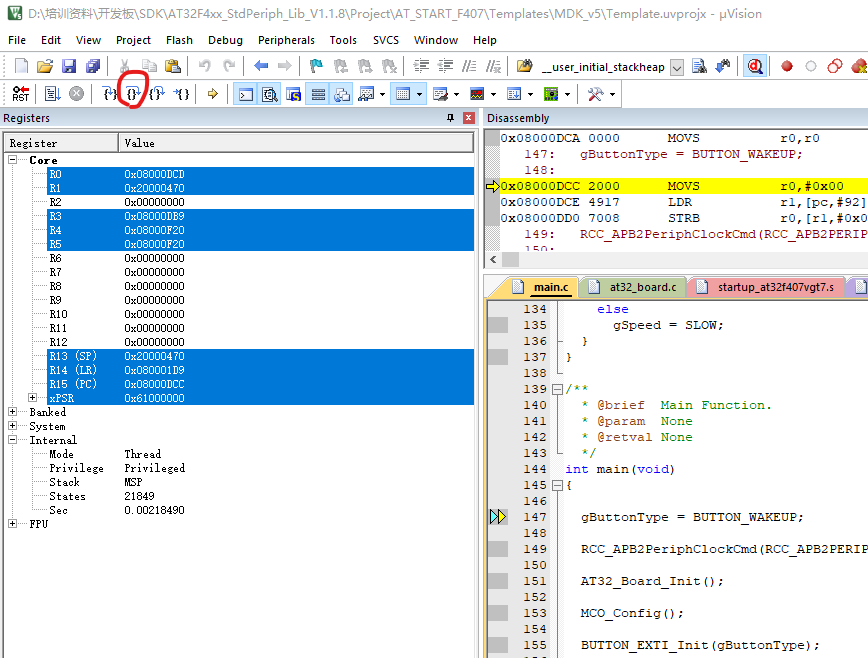 D:\培训资料\开发板\SDK\AT32F4xx_StdPeriph_Lib_V1.1.8\Project\AT_START_F407\Templates\MDK_v5\Template.uvprojx - µVision
File Edit View Project Flash Debug Peripherals Tools SVCS Window Help
__user_initial_stackheap
RST
Registers
Register Value
Core
R0 0x08000DCD
R1 0x20000470
R2 0x00000000
R3 0x08000DB9
R4 0x08000F20
R5 0x08000F20
R6 0x00000000
R7 0x00000000
R8 0x00000000
R9 0x00000000
R10 0x00000000
R11 0x00000000
R12 0x00000000
R13 (SP) 0x20000470
R14 (LR) 0x080001D9
R15 (PC) 0x08000DCC
xPSR 0x61000000
Banked
System
Internal
Mode Thread
Privilege Privileged
Stack MSP
States 21849
Sec 0.00218490
FPU
Disassembly
0x08000DCA 0000 MOVS r0,r0
147: gButtonType = BUTTON_WAKEUP;
148:
0x08000DCC 2000 MOVS r0,#0x00
0x08000DCE 4917 LDR r1,[pc,#92]
0x08000DD0 7008 STRB r0,[r1,#0x0
149: RCC_APB2PeriphClockCmd(RCC_APB2PERIP
150:
main.c at32_board.c startup_at32f407vgt7.s
134 else
135 gSpeed = SLOW;
136 }
137 }
138
139 /**
140 * @brief Main Function.
141 * @param None
142 * @retval None
143 */
144 int main(void)
145 {
146
147 gButtonType = BUTTON_WAKEUP;
148
149 RCC_APB2PeriphClockCmd(RCC_APB2PERIP
150
151 AT32_Board_Init();
152
153 MCO_Config();
154
155 BUTTON_EXTI_Init(gButtonType);